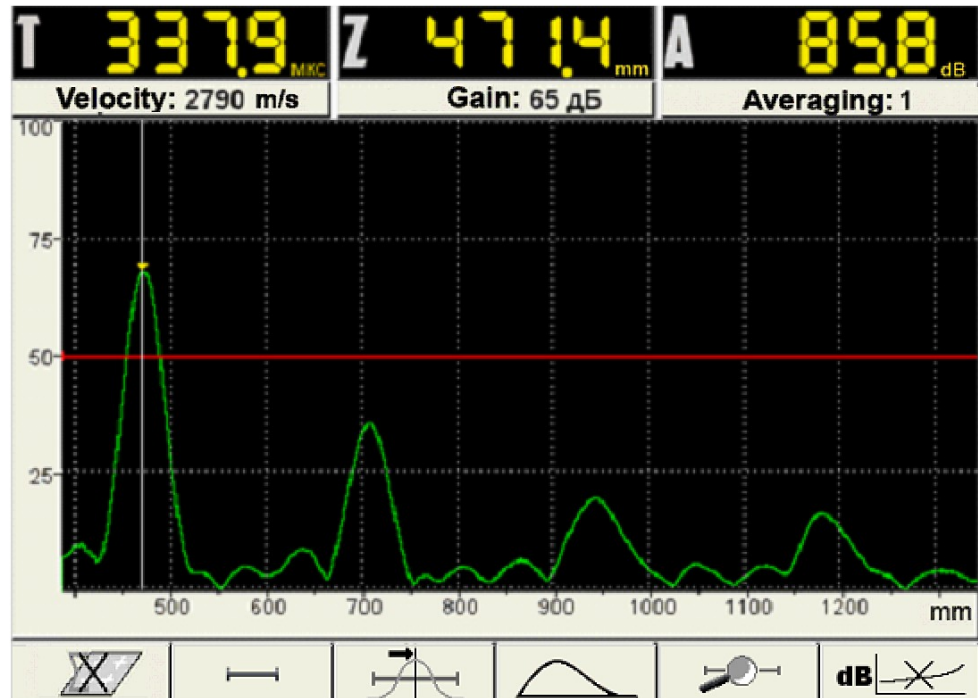 T 337.9 мкс Z 471.4 mm A 85.8 dB
Velocity: 2790 m/s Gain: 65 дБ Averaging: 1
100
75
50
25
500 600 700 800 900 1000 1100 1200 mm
dB